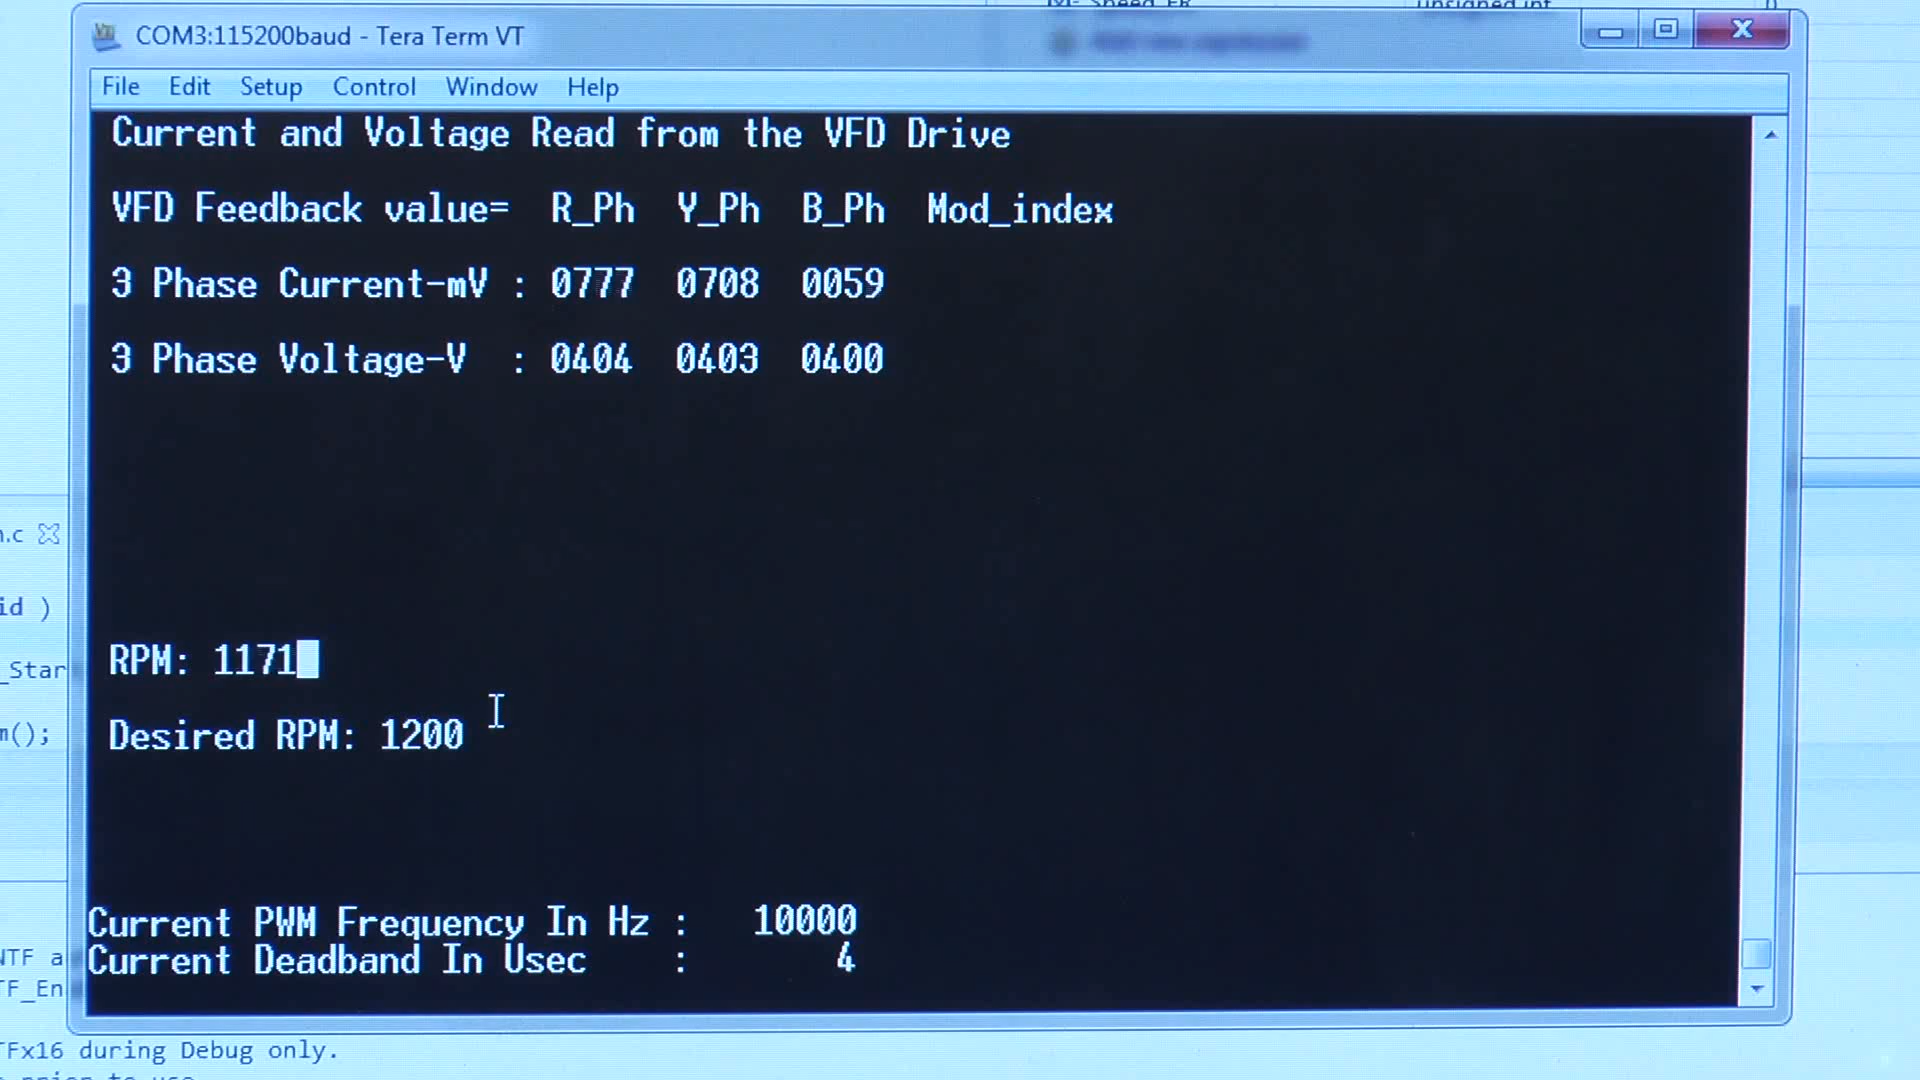 COM3:115200baud - Tera Term VT
File Edit Setup Control Window Help
Current and Voltage Read from the VFD Drive
VFD Feedback value= R_Ph Y_Ph B_Ph Mod_index
3 Phase Current-mV : 0777 0708 0059
3 Phase Voltage-V : 0404 0403 0400
.c
id )
_Star
RPM: 1171
();
Desired RPM: 1200
Current PWM Frequency In Hz : 10000
NTF a
Current Deadband In Usec : 4
TF_En
Fx16 during Debug only.